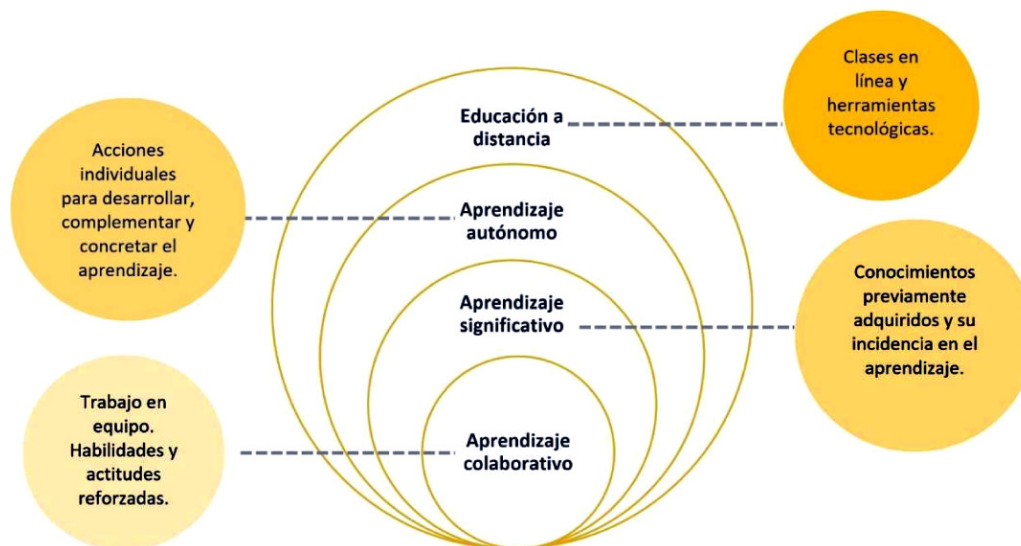 Clases en
línea y
herramientas
tecnológicas.
Educación a
distancia
Acciones
individuales
para desarrollar,
complementar y
concretar el
aprendizaje.
Aprendizaje
autónomo
Aprendizaje
significativo
Conocimientos
previamente
adquiridos y su
incidencia en el
aprendizaje.
Trabajo en
equipo.
Habilidades y
actitudes
reforzadas.
Aprendizaje
colaborativo